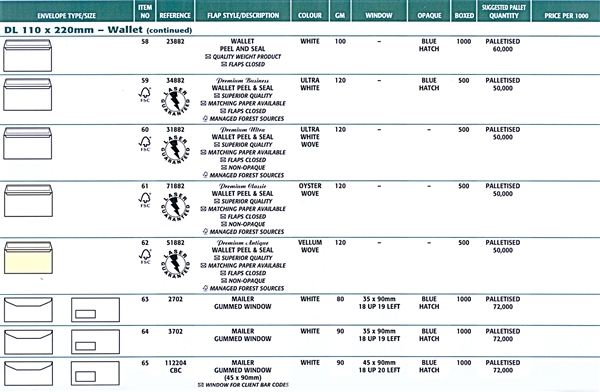 ENVELOPE TYPE/SIZE ITEM NO REFERENCE FLAP STYLE/DESCRIPTION COLOUR GM WINDOW OPAQUE BOXED SUGGESTED PALLET QUANTITY PRICE PER 1000
DL 110 x 220mm – Wallet (continued)
58 23882 WALLET WHITE 100 – BLUE 1000 PALLETISED
PEEL AND SEAL HATCH 60,000
QUALITY WEIGHT PRODUCT
FLAPS CLOSED
59 34882 Premium Business ULTRA 120 – BLUE 500 PALLETISED
WALLET PEEL & SEAL WHITE HATCH 50,000
SUPERIOR QUALITY
MATCHING PAPER AVAILABLE
FLAPS CLOSED
MANAGED FOREST SOURCES
FSC
LASER GUARANTEED
60 31882 Premium Ultra ULTRA 120 – – 500 PALLETISED
WALLET PEEL & SEAL WHITE 50,000
SUPERIOR QUALITY WOVE
MATCHING PAPER AVAILABLE
FLAPS CLOSED
NON-OPAQUE
MANAGED FOREST SOURCES
FSC
LASER GUARANTEED
61 71882 Premium Classic OYSTER 120 – – 500 PALLETISED
WALLET PEEL & SEAL WOVE 50,000
SUPERIOR QUALITY
MATCHING PAPER AVAILABLE
FLAPS CLOSED
NON-OPAQUE
MANAGED FOREST SOURCES
FSC
LASER GUARANTEED
62 51882 Premium Antique VELLUM 120 – – 500 PALLETISED
WALLET PEEL & SEAL WOVE 50,000
SUPERIOR QUALITY
MATCHING PAPER AVAILABLE
FLAPS CLOSED
NON-OPAQUE
MANAGED FOREST SOURCES
FSC
LASER GUARANTEED
63 2702 MAILER WHITE 80 35 x 90mm BLUE 1000 PALLETISED
GUMMED WINDOW 18 UP 19 LEFT HATCH 72,000
64 3702 MAILER WHITE 90 35 x 90mm BLUE 1000 PALLETISED
GUMMED WINDOW 18 UP 19 LEFT HATCH 72,000
65 112204 MAILER WHITE 90 45 x 90mm BLUE 1000 PALLETISED
CBC GUMMED WINDOW 18 UP 20 LEFT HATCH 72,000
(45 x 90mm)
WINDOW FOR CLIENT BAR CODES